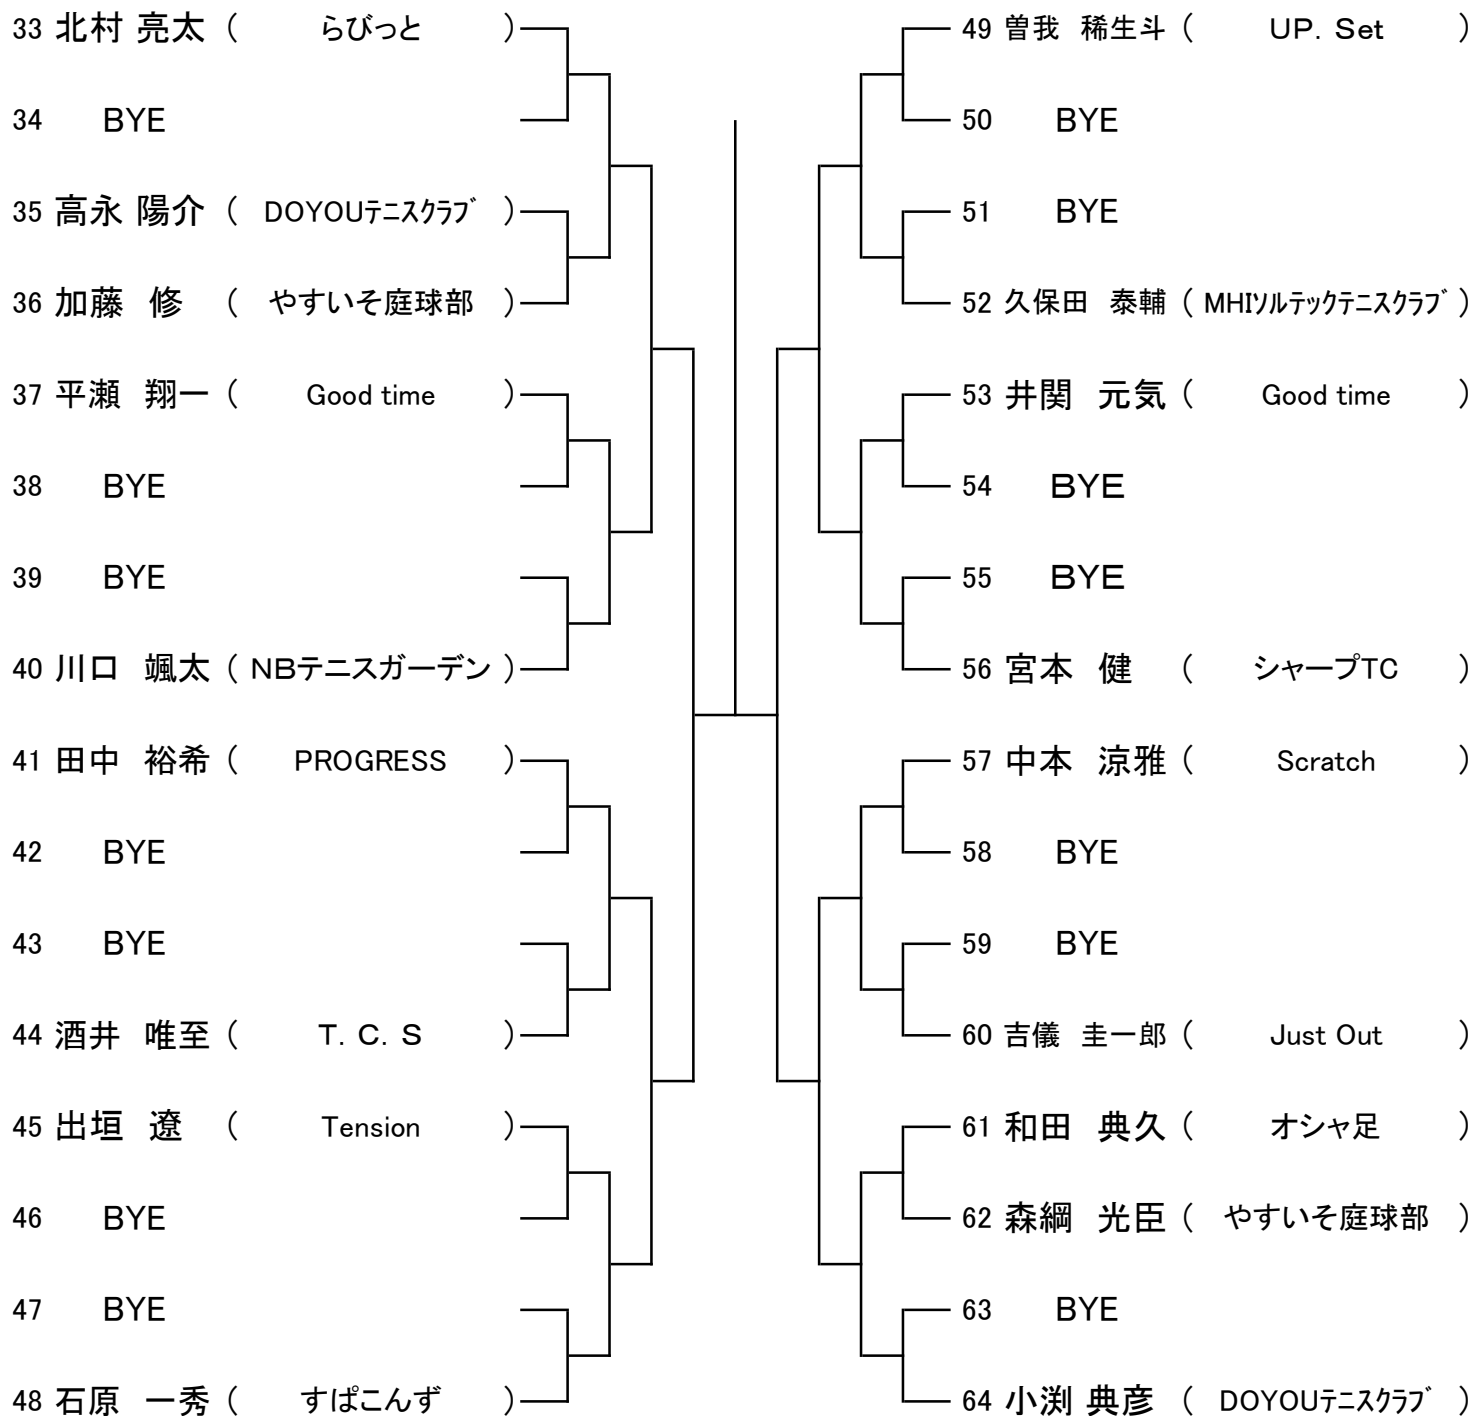 33 北村 亮太 ( らびっと )
34 BYE
35 高永 陽介 ( DOYOUﾃﾆｽｸﾗﾌﾞ )
36 加藤 修 ( やすいそ庭球部 )
37 平瀬 翔一 ( Good time )
38 BYE
39 BYE
40 川口 颯太 ( NBテニスガーデン )
41 田中 裕希 ( PROGRESS )
42 BYE
43 BYE
44 酒井 唯至 ( T．C．S )
45 出垣 遼 ( Tension )
46 BYE
47 BYE
48 石原 一秀 ( すぱこんず )
49 曽我 稀生斗 ( UP．Set )
50 BYE
51 BYE
52 久保田 泰輔 ( MHIｿﾙﾃｯｸﾃﾆｽｸﾗﾌﾞ )
53 井関 元気 ( Good time )
54 BYE
55 BYE
56 宮本 健 ( シャープTC )
57 中本 涼雅 ( Scratch )
58 BYE
59 BYE
60 吉儀 圭一郎 ( Just Out )
61 和田 典久 ( オシャ足 )
62 森綱 光臣 ( やすいそ庭球部 )
63 BYE
64 小渕 典彦 ( DOYOUﾃﾆｽｸﾗﾌﾞ )